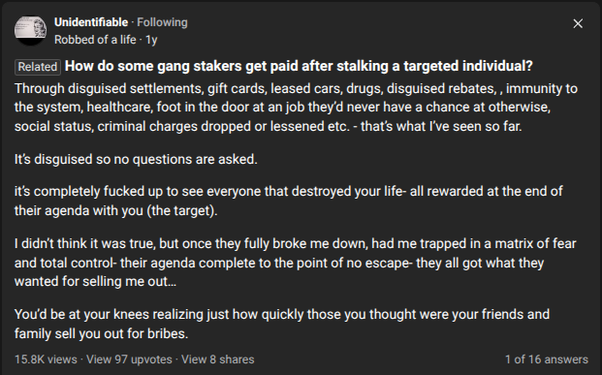 Unidentifiable · Following
Robbed of a life · 1y
Related How do some gang stakers get paid after stalking a targeted individual?
Through disguised settlements, gift cards, leased cars, drugs, disguised rebates, , immunity to
the system, healthcare, foot in the door at an job they’d never have a chance at otherwise,
social status, criminal charges dropped or lessened etc. - that’s what I’ve seen so far.
It’s disguised so no questions are asked.
it’s completely fucked up to see everyone that destroyed your life- all rewarded at the end of
their agenda with you (the target).
I didn’t think it was true, but once they fully broke me down, had me trapped in a matrix of fear
and total control- their agenda complete to the point of no escape- they all got what they
wanted for selling me out…
You’d be at your knees realizing just how quickly those you thought were your friends and
family sell you out for bribes.
15.8K views · View 97 upvotes · View 8 shares
1 of 16 answers